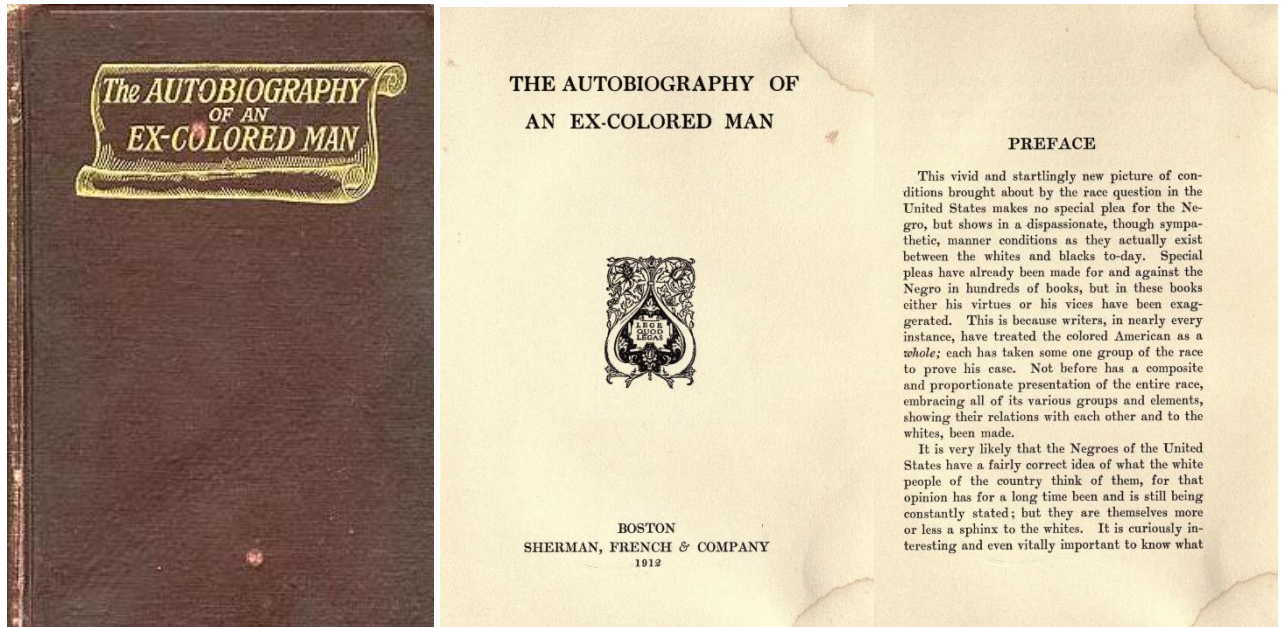 The AUTOBIOGRAPHY
OF AN
EX-COLORED MAN
THE AUTOBIOGRAPHY OF
AN EX-COLORED MAN
LEGE
QUOD
LEGAS
BOSTON
SHERMAN, FRENCH & COMPANY
1912
PREFACE
This vivid and startlingly new picture of con-
ditions brought about by the race question in the
United States makes no special plea for the Ne-
gro, but shows in a dispassionate, though sympa-
thetic, manner conditions as they actually exist
between the whites and blacks to-day. Special
pleas have already been made for and against the
Negro in hundreds of books, but in these books
either his virtues or his vices have been exag-
gerated. This is because writers, in nearly every
instance, have treated the colored American as a
whole; each has taken some one group of the race
to prove his case. Not before has a composite
and proportionate presentation of the entire race,
embracing all of its various groups and elements,
showing their relations with each other and to the
whites, been made.
It is very likely that the Negroes of the United
States have a fairly correct idea of what the white
people of the country think of them, for that
opinion has for a long time been and is still being
constantly stated; but they are themselves more
or less a sphinx to the whites. It is curiously in-
teresting and even vitally important to know what